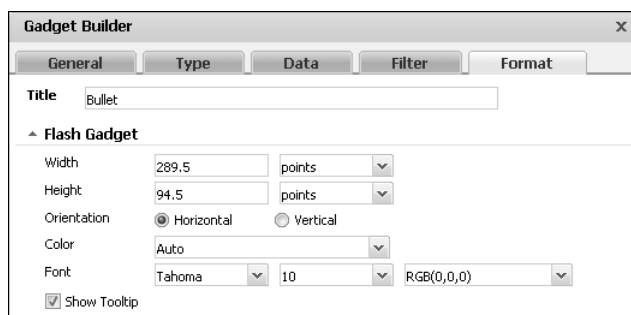 Gadget Builder x
General Type Data Filter Format
Title Bullet
Flash Gadget
Width 289.5 points
Height 94.5 points
Orientation Horizontal Vertical
Color Auto
Font Tahoma 10 RGB(0,0,0)
Show Tooltip